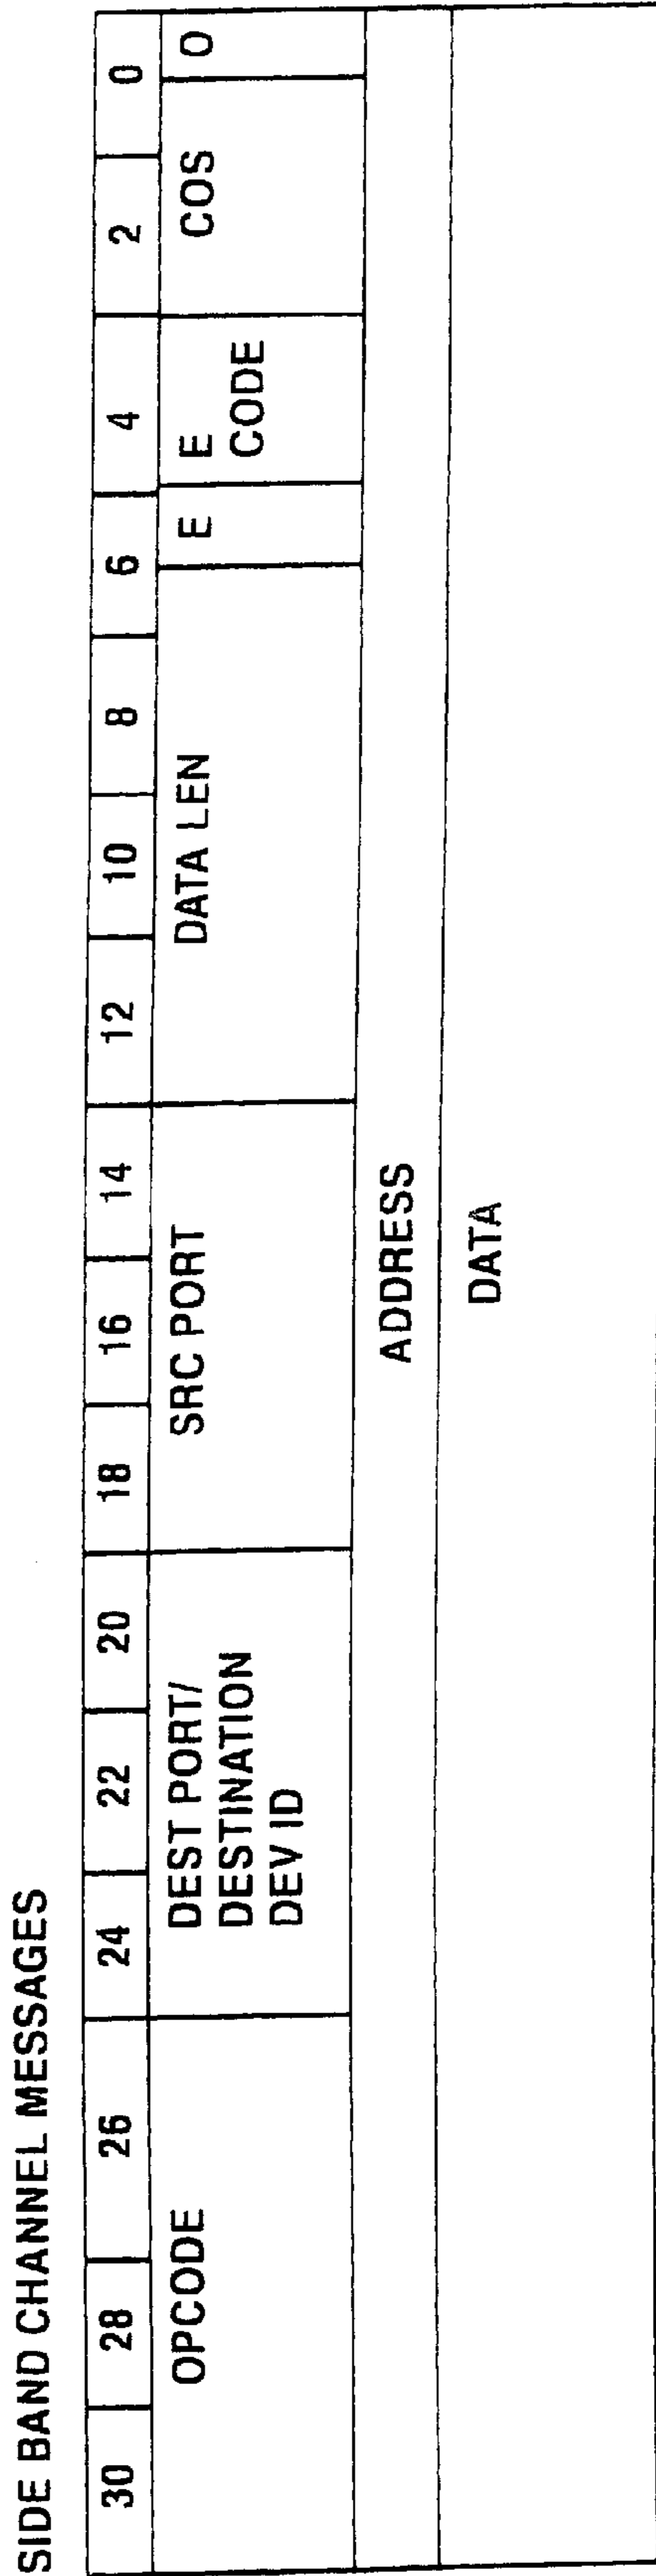 SIDE BAND CHANNEL MESSAGES
30 28 26 24 22 20 18 16 14 12 10 8 6 4 2 0
OPCODE DEST PORT/ SRC PORT DATA LEN E E COS O
DESTINATION CODE
DEV ID
ADDRESS
DATA